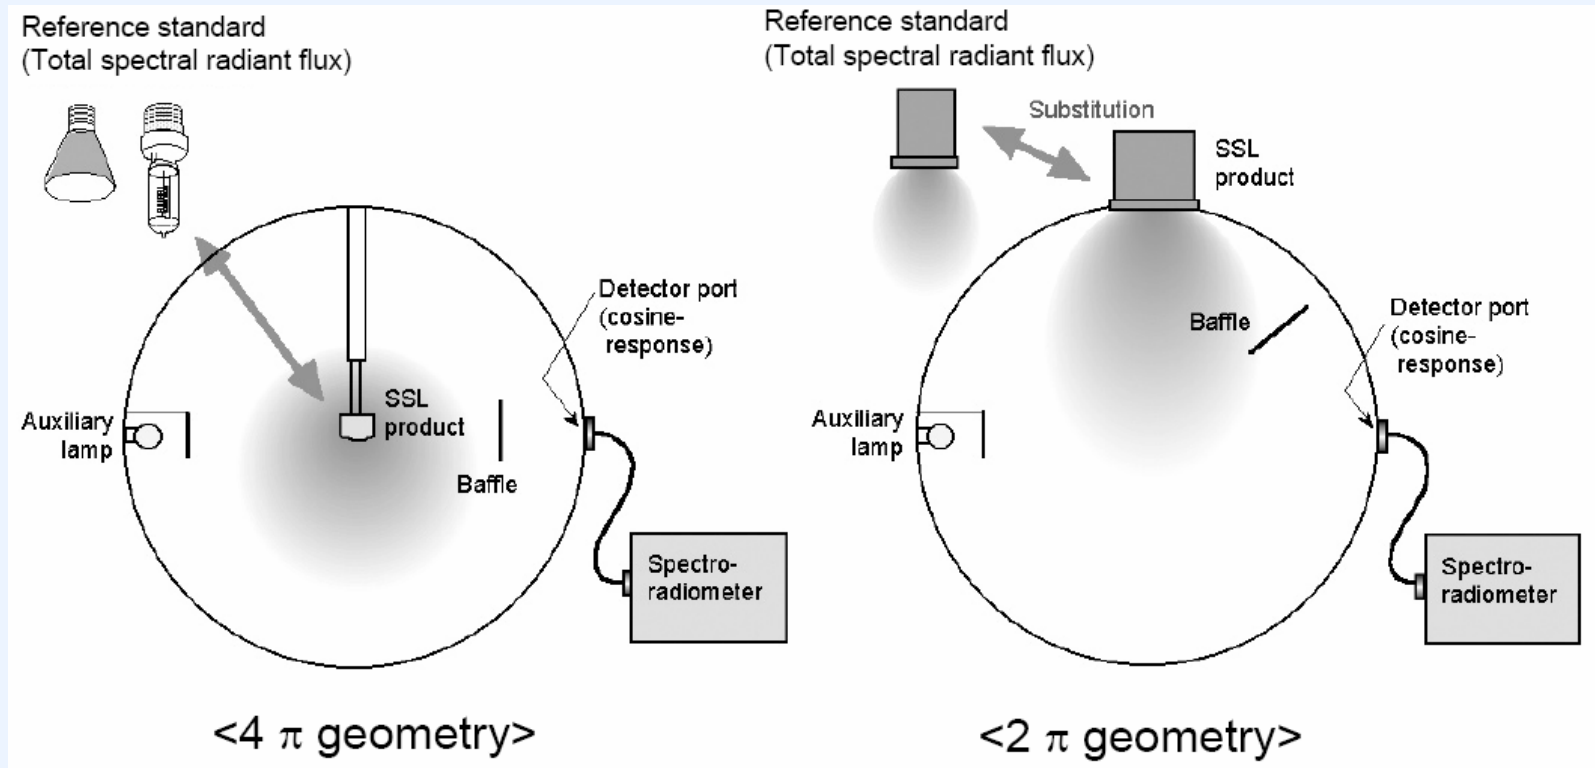 Reference standard
(Total spectral radiant flux)
SSL
product
Detector port
(cosine-
response)
Auxiliary
lamp
Baffle
Spectro-
radiometer
<4 π geometry>
Reference standard
(Total spectral radiant flux)
Substitution
SSL
product
Baffle
Detector port
(cosine-
response)
Auxiliary
lamp
Spectro-
radiometer
<2 π geometry>